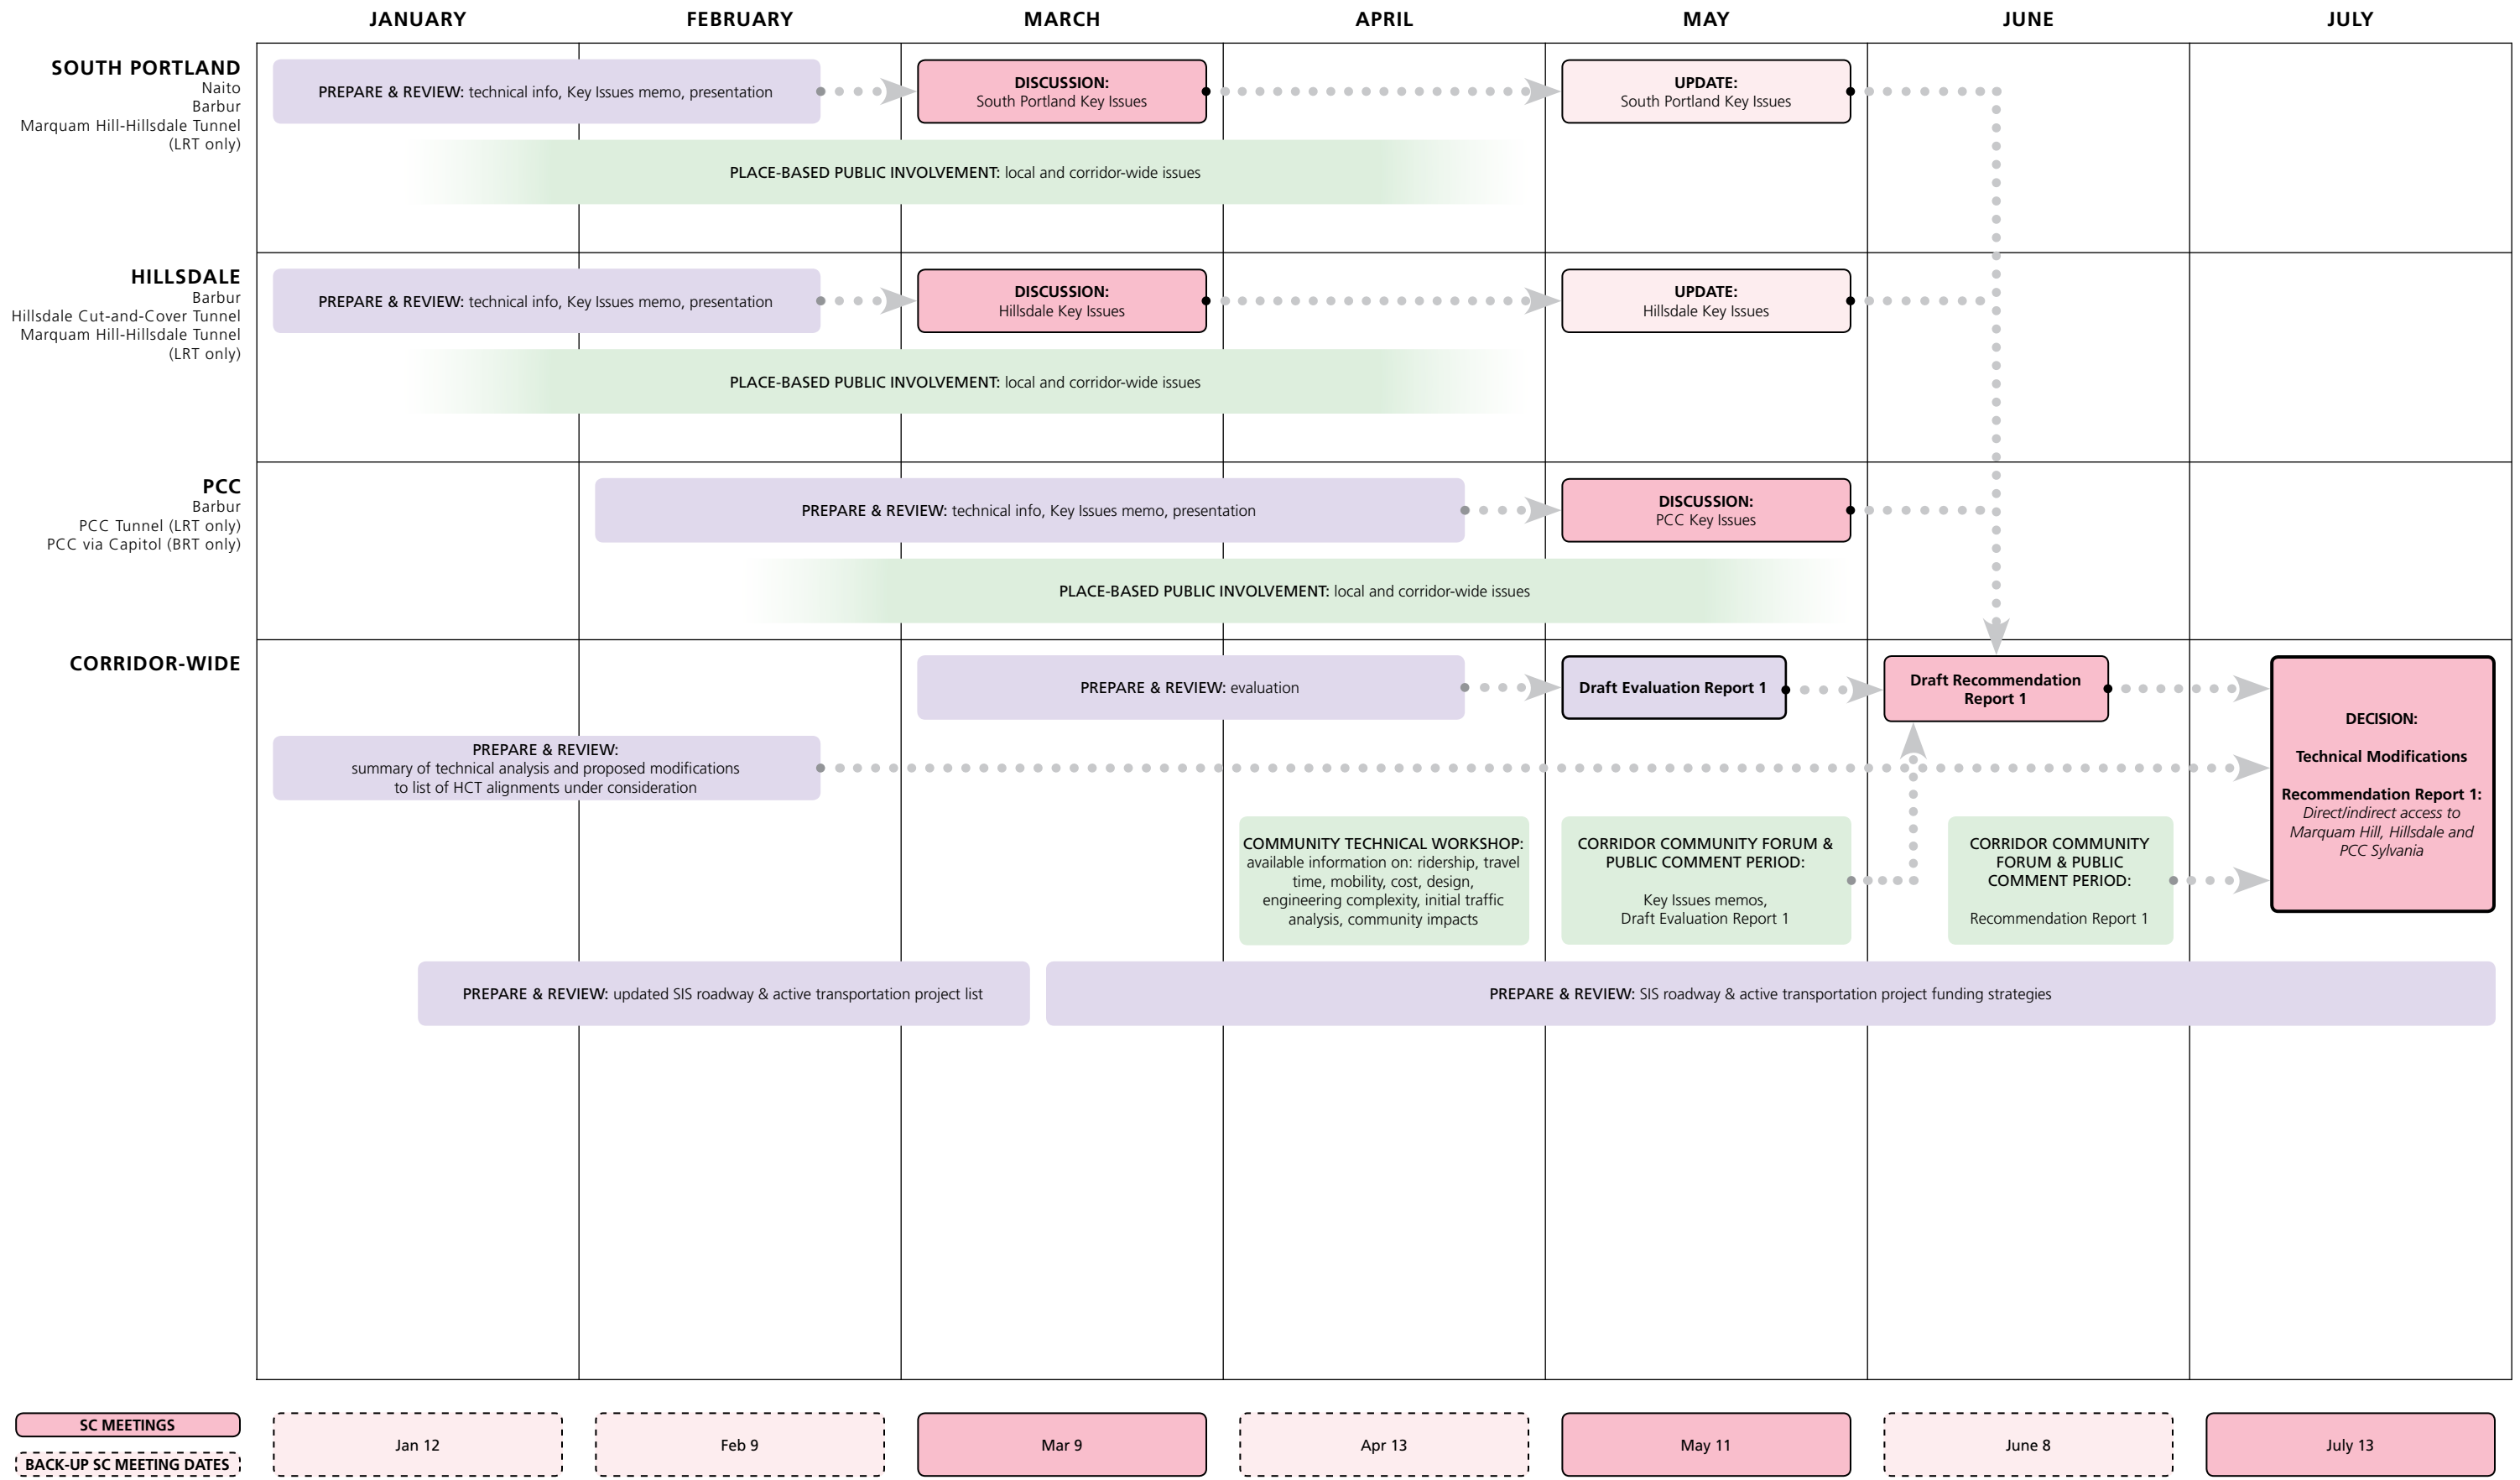 JANUARY
FEBRUARY
MARCH
APRIL
MAY
JUNE
JULY
SOUTH PORTLAND
Naito
Barbur
Marquam Hill-Hillsdale Tunnel
(LRT only)
PREPARE & REVIEW: technical info, Key Issues memo, presentation
DISCUSSION:
South Portland Key Issues
UPDATE:
South Portland Key Issues
PLACE-BASED PUBLIC INVOLVEMENT: local and corridor-wide issues
HILLSDALE
Barbur
Hillsdale Cut-and-Cover Tunnel
Marquam Hill-Hillsdale Tunnel
(LRT only)
PREPARE & REVIEW: technical info, Key Issues memo, presentation
DISCUSSION:
Hillsdale Key Issues
UPDATE:
Hillsdale Key Issues
PLACE-BASED PUBLIC INVOLVEMENT: local and corridor-wide issues
PCC
Barbur
PCC Tunnel (LRT only)
PCC via Capitol (BRT only)
PREPARE & REVIEW: technical info, Key Issues memo, presentation
DISCUSSION:
PCC Key Issues
PLACE-BASED PUBLIC INVOLVEMENT: local and corridor-wide issues
CORRIDOR-WIDE
PREPARE & REVIEW: evaluation
Draft Evaluation Report 1
Draft Recommendation
Report 1
DECISION:
Technical Modifications
Recommendation Report 1:
Direct/indirect access to
Marquam Hill, Hillsdale and
PCC Sylvania
PREPARE & REVIEW:
summary of technical analysis and proposed modifications
to list of HCT alignments under consideration
COMMUNITY TECHNICAL WORKSHOP:
available information on: ridership, travel
time, mobility, cost, design,
engineering complexity, initial traffic
analysis, community impacts
CORRIDOR COMMUNITY FORUM &
PUBLIC COMMENT PERIOD:
Key Issues memos,
Draft Evaluation Report 1
CORRIDOR COMMUNITY
FORUM & PUBLIC
COMMENT PERIOD:
Recommendation Report 1
PREPARE & REVIEW: updated SIS roadway & active transportation project list
PREPARE & REVIEW: SIS roadway & active transportation project funding strategies
SC MEETINGS
BACK-UP SC MEETING DATES
Jan 12
Feb 9
Mar 9
Apr 13
May 11
June 8
July 13